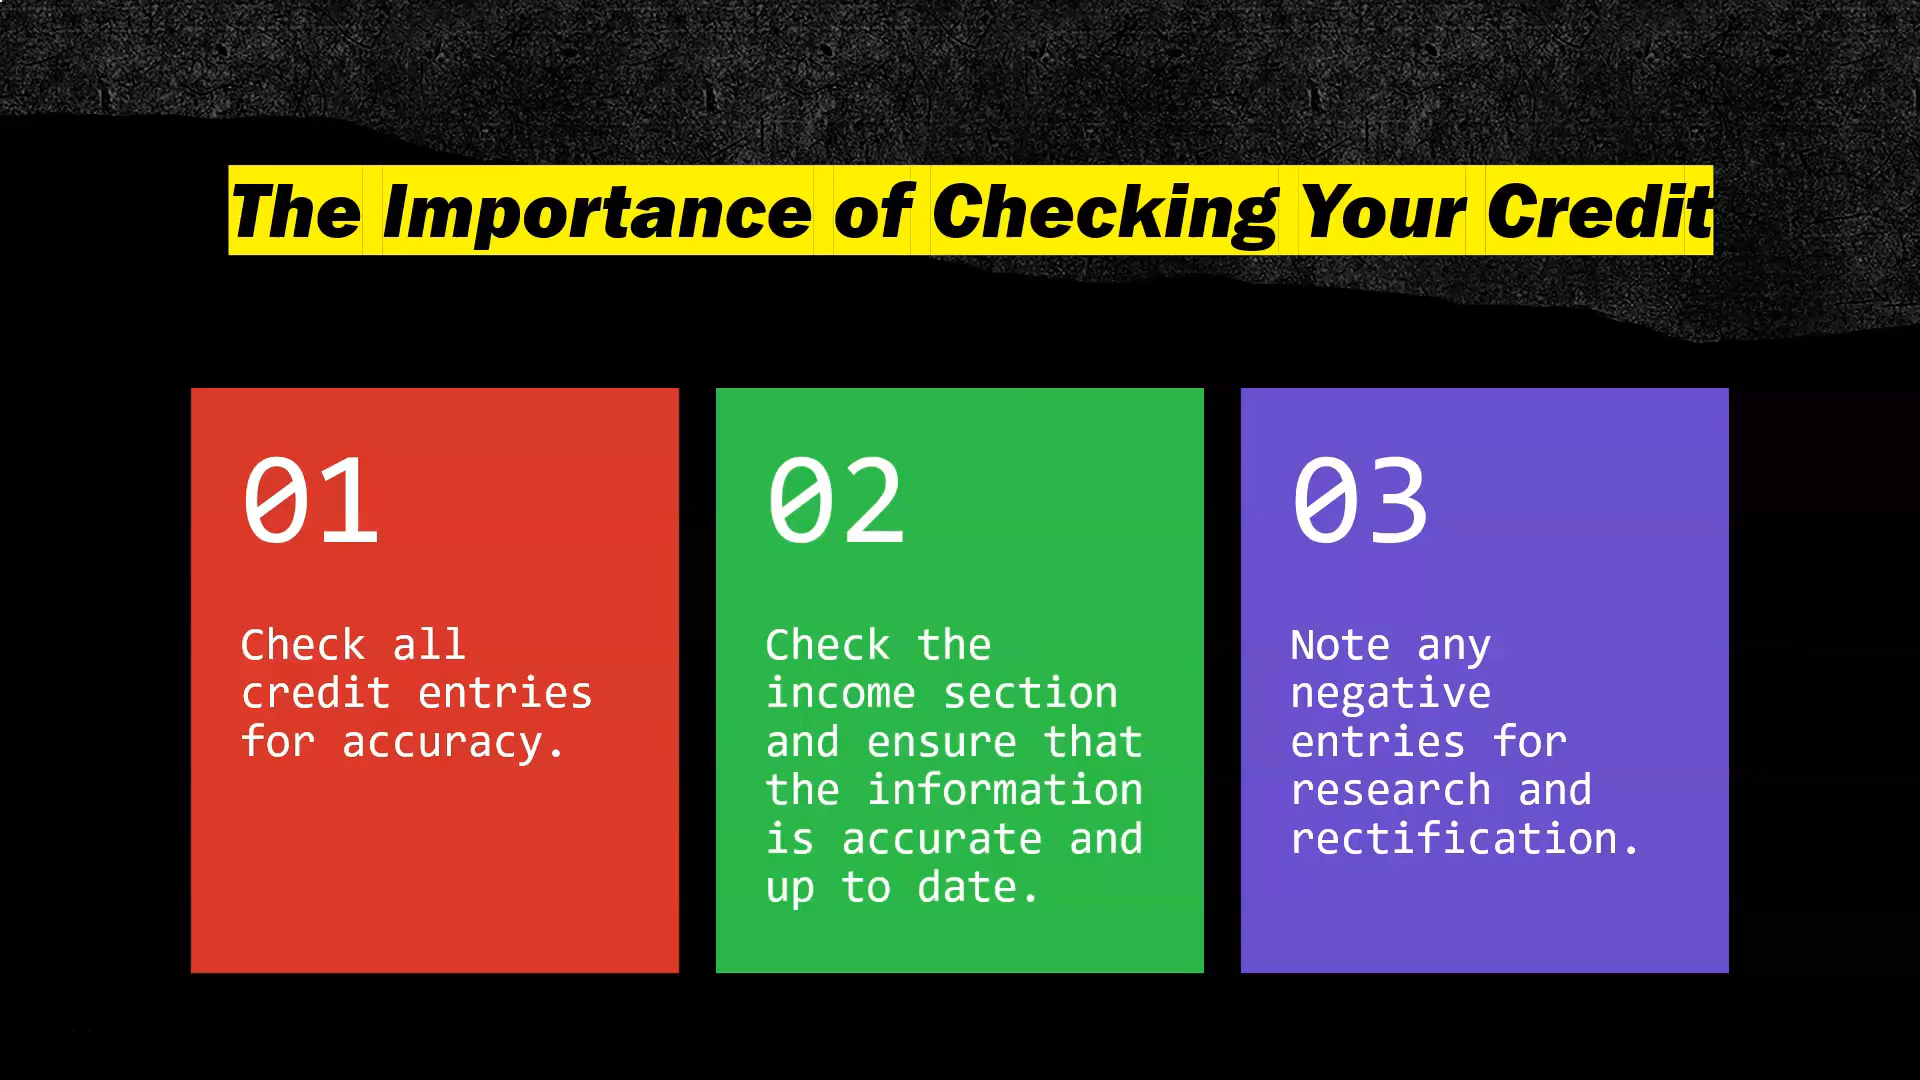 The Importance of Checking Your Credit
01
Check all
credit entries
for accuracy.
02
Check the
income section
and ensure that
the information
is accurate and
up to date.
03
Note any
negative
entries for
research and
rectification.